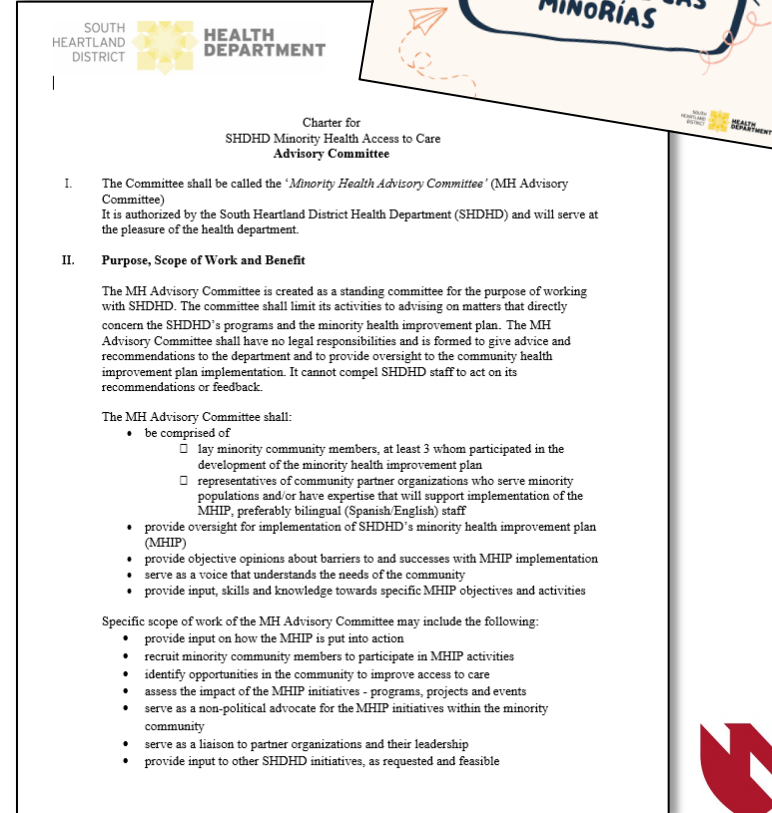 SOUTH
HEARTLAND
DISTRICT
HEALTH
DEPARTMENT
MINORÍAS
SOUTH
HEARTLAND
DISTRICT
HEALTH
DEPARTMENT
Charter for
SHDHD Minority Health Access to Care
Advisory Committee
I. The Committee shall be called the ‘Minority Health Advisory Committee’ (MH Advisory
Committee)
It is authorized by the South Heartland District Health Department (SHDHD) and will serve at
the pleasure of the health department.
II. Purpose, Scope of Work and Benefit
The MH Advisory Committee is created as a standing committee for the purpose of working
with SHDHD. The committee shall limit its activities to advising on matters that directly
concern the SHDHD’s programs and the minority health improvement plan. The MH
Advisory Committee shall have no legal responsibilities and is formed to give advice and
recommendations to the department and to provide oversight to the community health
improvement plan implementation. It cannot compel SHDHD staff to act on its
recommendations or feedback.
The MH Advisory Committee shall:
• be comprised of
□ lay minority community members, at least 3 whom participated in the
development of the minority health improvement plan
□ representatives of community partner organizations who serve minority
populations and/or have expertise that will support implementation of the
MHIP, preferably bilingual (Spanish/English) staff
• provide oversight for implementation of SHDHD’s minority health improvement plan
(MHIP)
• provide objective opinions about barriers to and successes with MHIP implementation
• serve as a voice that understands the needs of the community
• provide input, skills and knowledge towards specific MHIP objectives and activities
Specific scope of work of the MH Advisory Committee may include the following:
• provide input on how the MHIP is put into action
• recruit minority community members to participate in MHIP activities
• identify opportunities in the community to improve access to care
• assess the impact of the MHIP initiatives - programs, projects and events
• serve as a non-political advocate for the MHIP initiatives within the minority
community
• serve as a liaison to partner organizations and their leadership
• provide input to other SHDHD initiatives, as requested and feasible